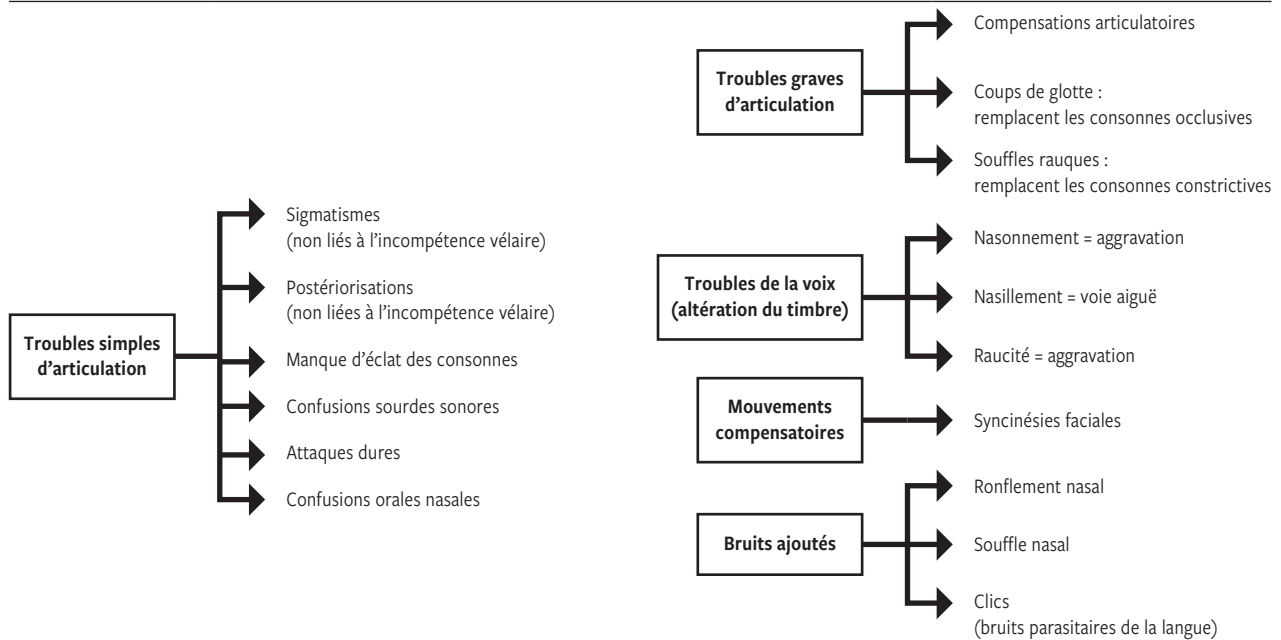 Troubles simples
d'articulation
Sigmatismes
(non liés à l'incompétence vélaire)
Postériorisations
(non liées à l'incompétence vélaire)
Manque d'éclat des consonnes
Confusions sourdes sonores
Attaques dures
Confusions orales nasales
Troubles graves
d'articulation
Compensations articulatoires
Coups de glotte :
remplacent les consonnes occlusives
Souffles rauques :
remplacent les consonnes constrictives
Troubles de la voix
(altération du timbre)
Nasonnement = aggravation
Nasillement = voie aiguë
Raucité = aggravation
Mouvements
compensatoires
Syncinésies faciales
Bruits ajoutés
Ronflement nasal
Souffle nasal
Clics
(bruits parasitaires de la langue)